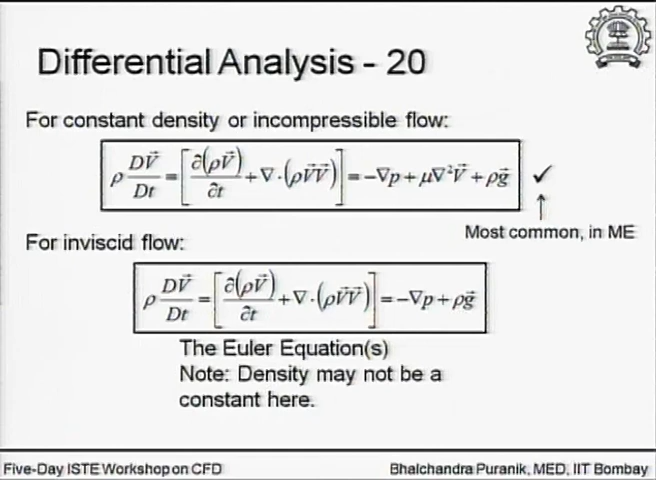 Differential Analysis - 20
For constant density or incompressible flow:
ρ DV⃗/Dt = [∂(ρV⃗)/∂t + ∇·(ρV⃗V⃗)] = −∇p + μ∇²V⃗ + ρg⃗ ✓
Most common, in ME
For inviscid flow:
ρ DV⃗/Dt = [∂(ρV⃗)/∂t + ∇·(ρV⃗V⃗)] = −∇p + ρg⃗
The Euler Equation(s)
Note: Density may not be a
constant here.
Five-Day ISTE Workshop on CFD
Bhalchandra Puranik, MED, IIT Bombay